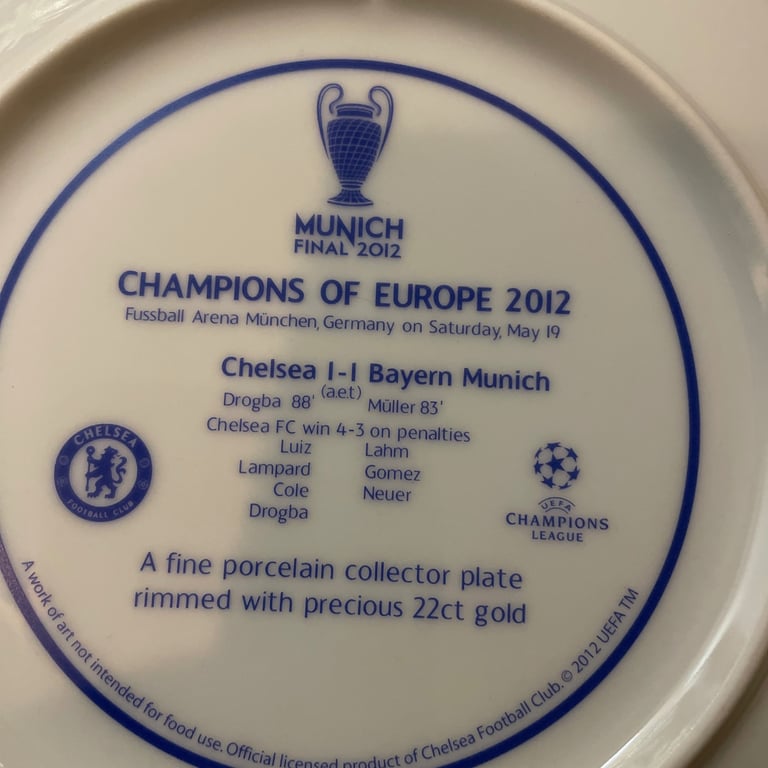 MUNICH
FINAL 2012
CHAMPIONS OF EUROPE 2012
Fussball Arena München, Germany on Saturday, May 19
Chelsea 1-1 Bayern Munich
(a.e.t)
Drogba 88' Müller 83'
Chelsea FC win 4-3 on penalties
Luiz Lahm
Lampard Gomez
Cole Neuer
Drogba
CHELSEA
FOOTBALL CLUB
UEFA
CHAMPIONS
LEAGUE
A fine porcelain collector plate
rimmed with precious 22ct gold
A work of art not intended for food use. Official licensed product of Chelsea Football Club. © 2012 UEFA TM